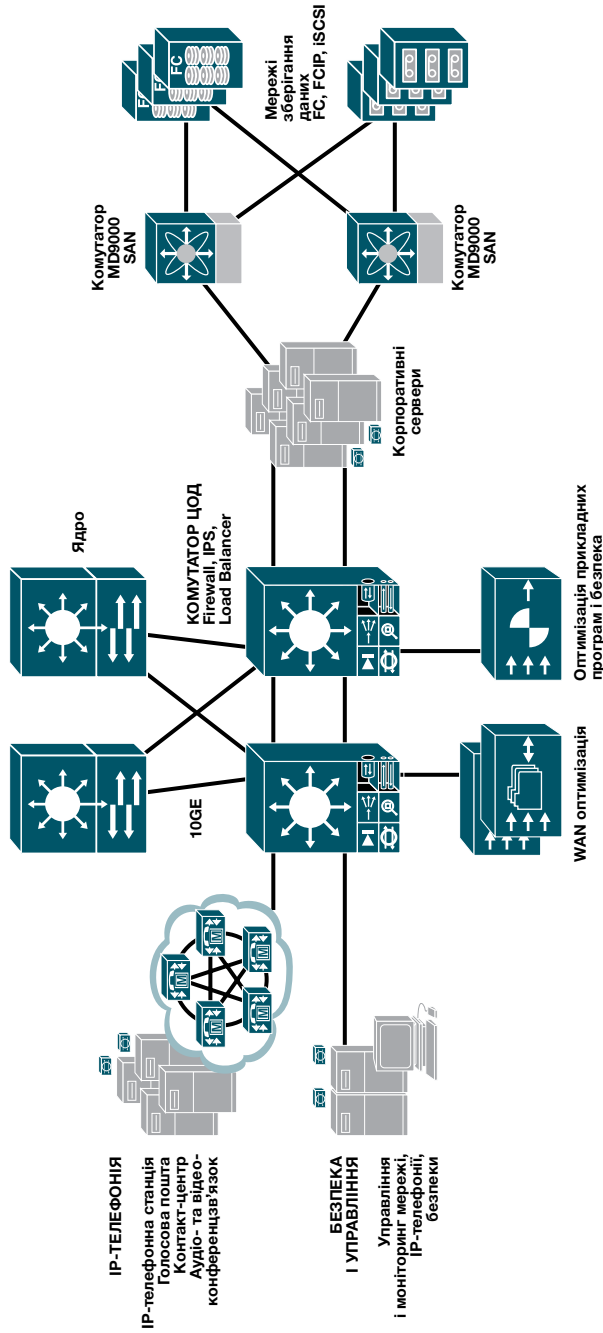 IP-ТЕЛЕФОНІЯ
IP-телефонна станція
Голосова пошта
Контакт-центр
Аудіо- та відео-
конференцзв'язок
БЕЗПЕКА
І УПРАВЛІННЯ
Управління
і моніторинг мережі,
IP-телефонії,
безпеки
M
M
M
M
M
10GE
Ядро
КОМУТАТОР ЦОД
Firewall, IPS,
Load Balancer
WAN оптимізація
Оптимізація прикладних
програм і безпека
Корпоративні
сервери
Комутатор
MD9000
SAN
Комутатор
MD9000
SAN
FC
Мережі
зберігання
даних
FC, FCIP, iSCSI